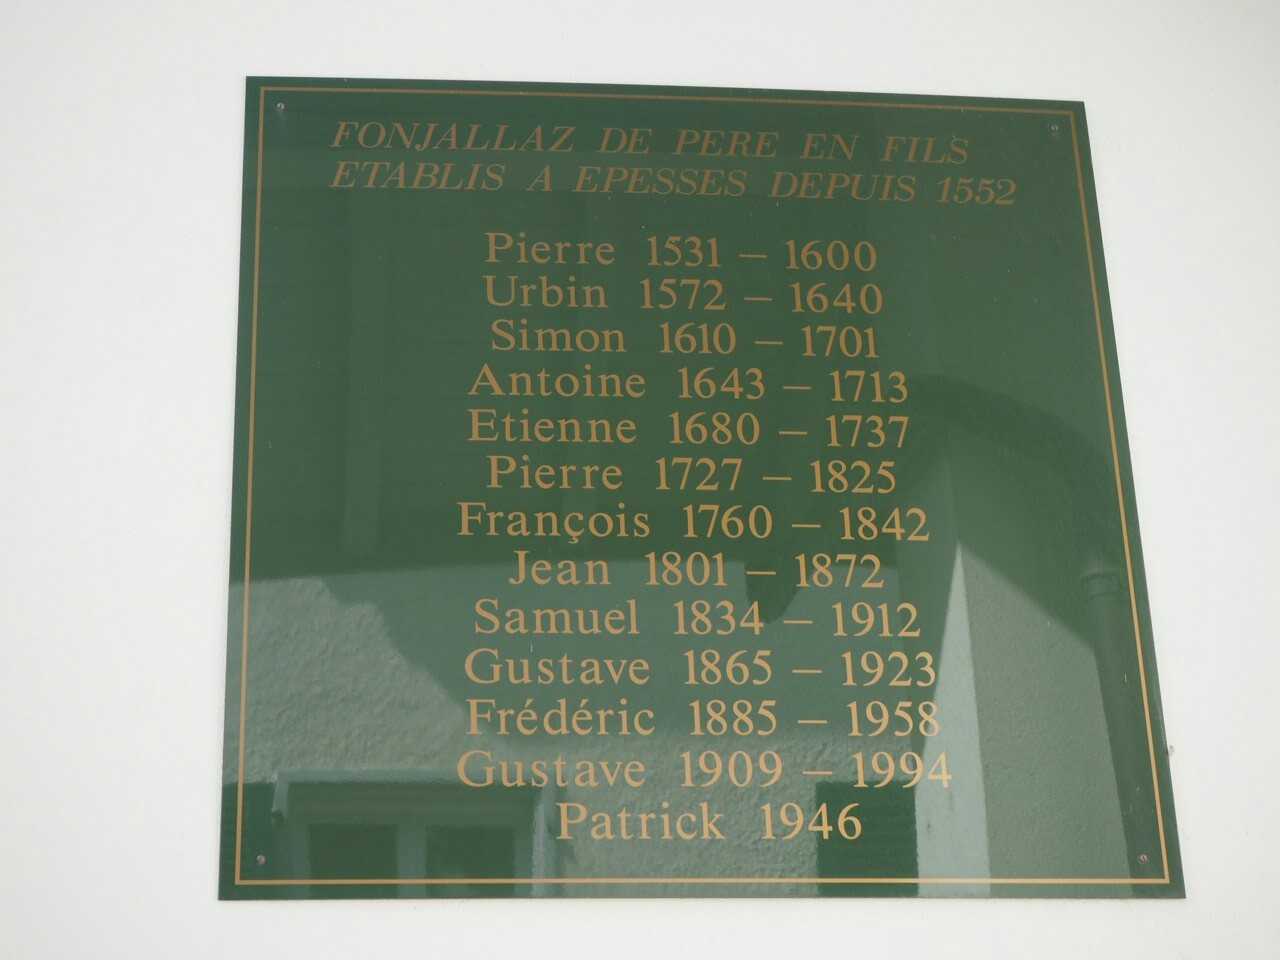 FONJALLAZ DE PERE EN FILS
ETABLIS A EPESSES DEPUIS 1552
Pierre 1531 – 1600
Urbin 1572 – 1640
Simon 1610 – 1701
Antoine 1643 – 1713
Etienne 1680 – 1737
Pierre 1727 – 1825
François 1760 – 1842
Jean 1801 – 1872
Samuel 1834 – 1912
Gustave 1865 – 1923
Frédéric 1885 – 1958
Gustave 1909 – 1994
Patrick 1946